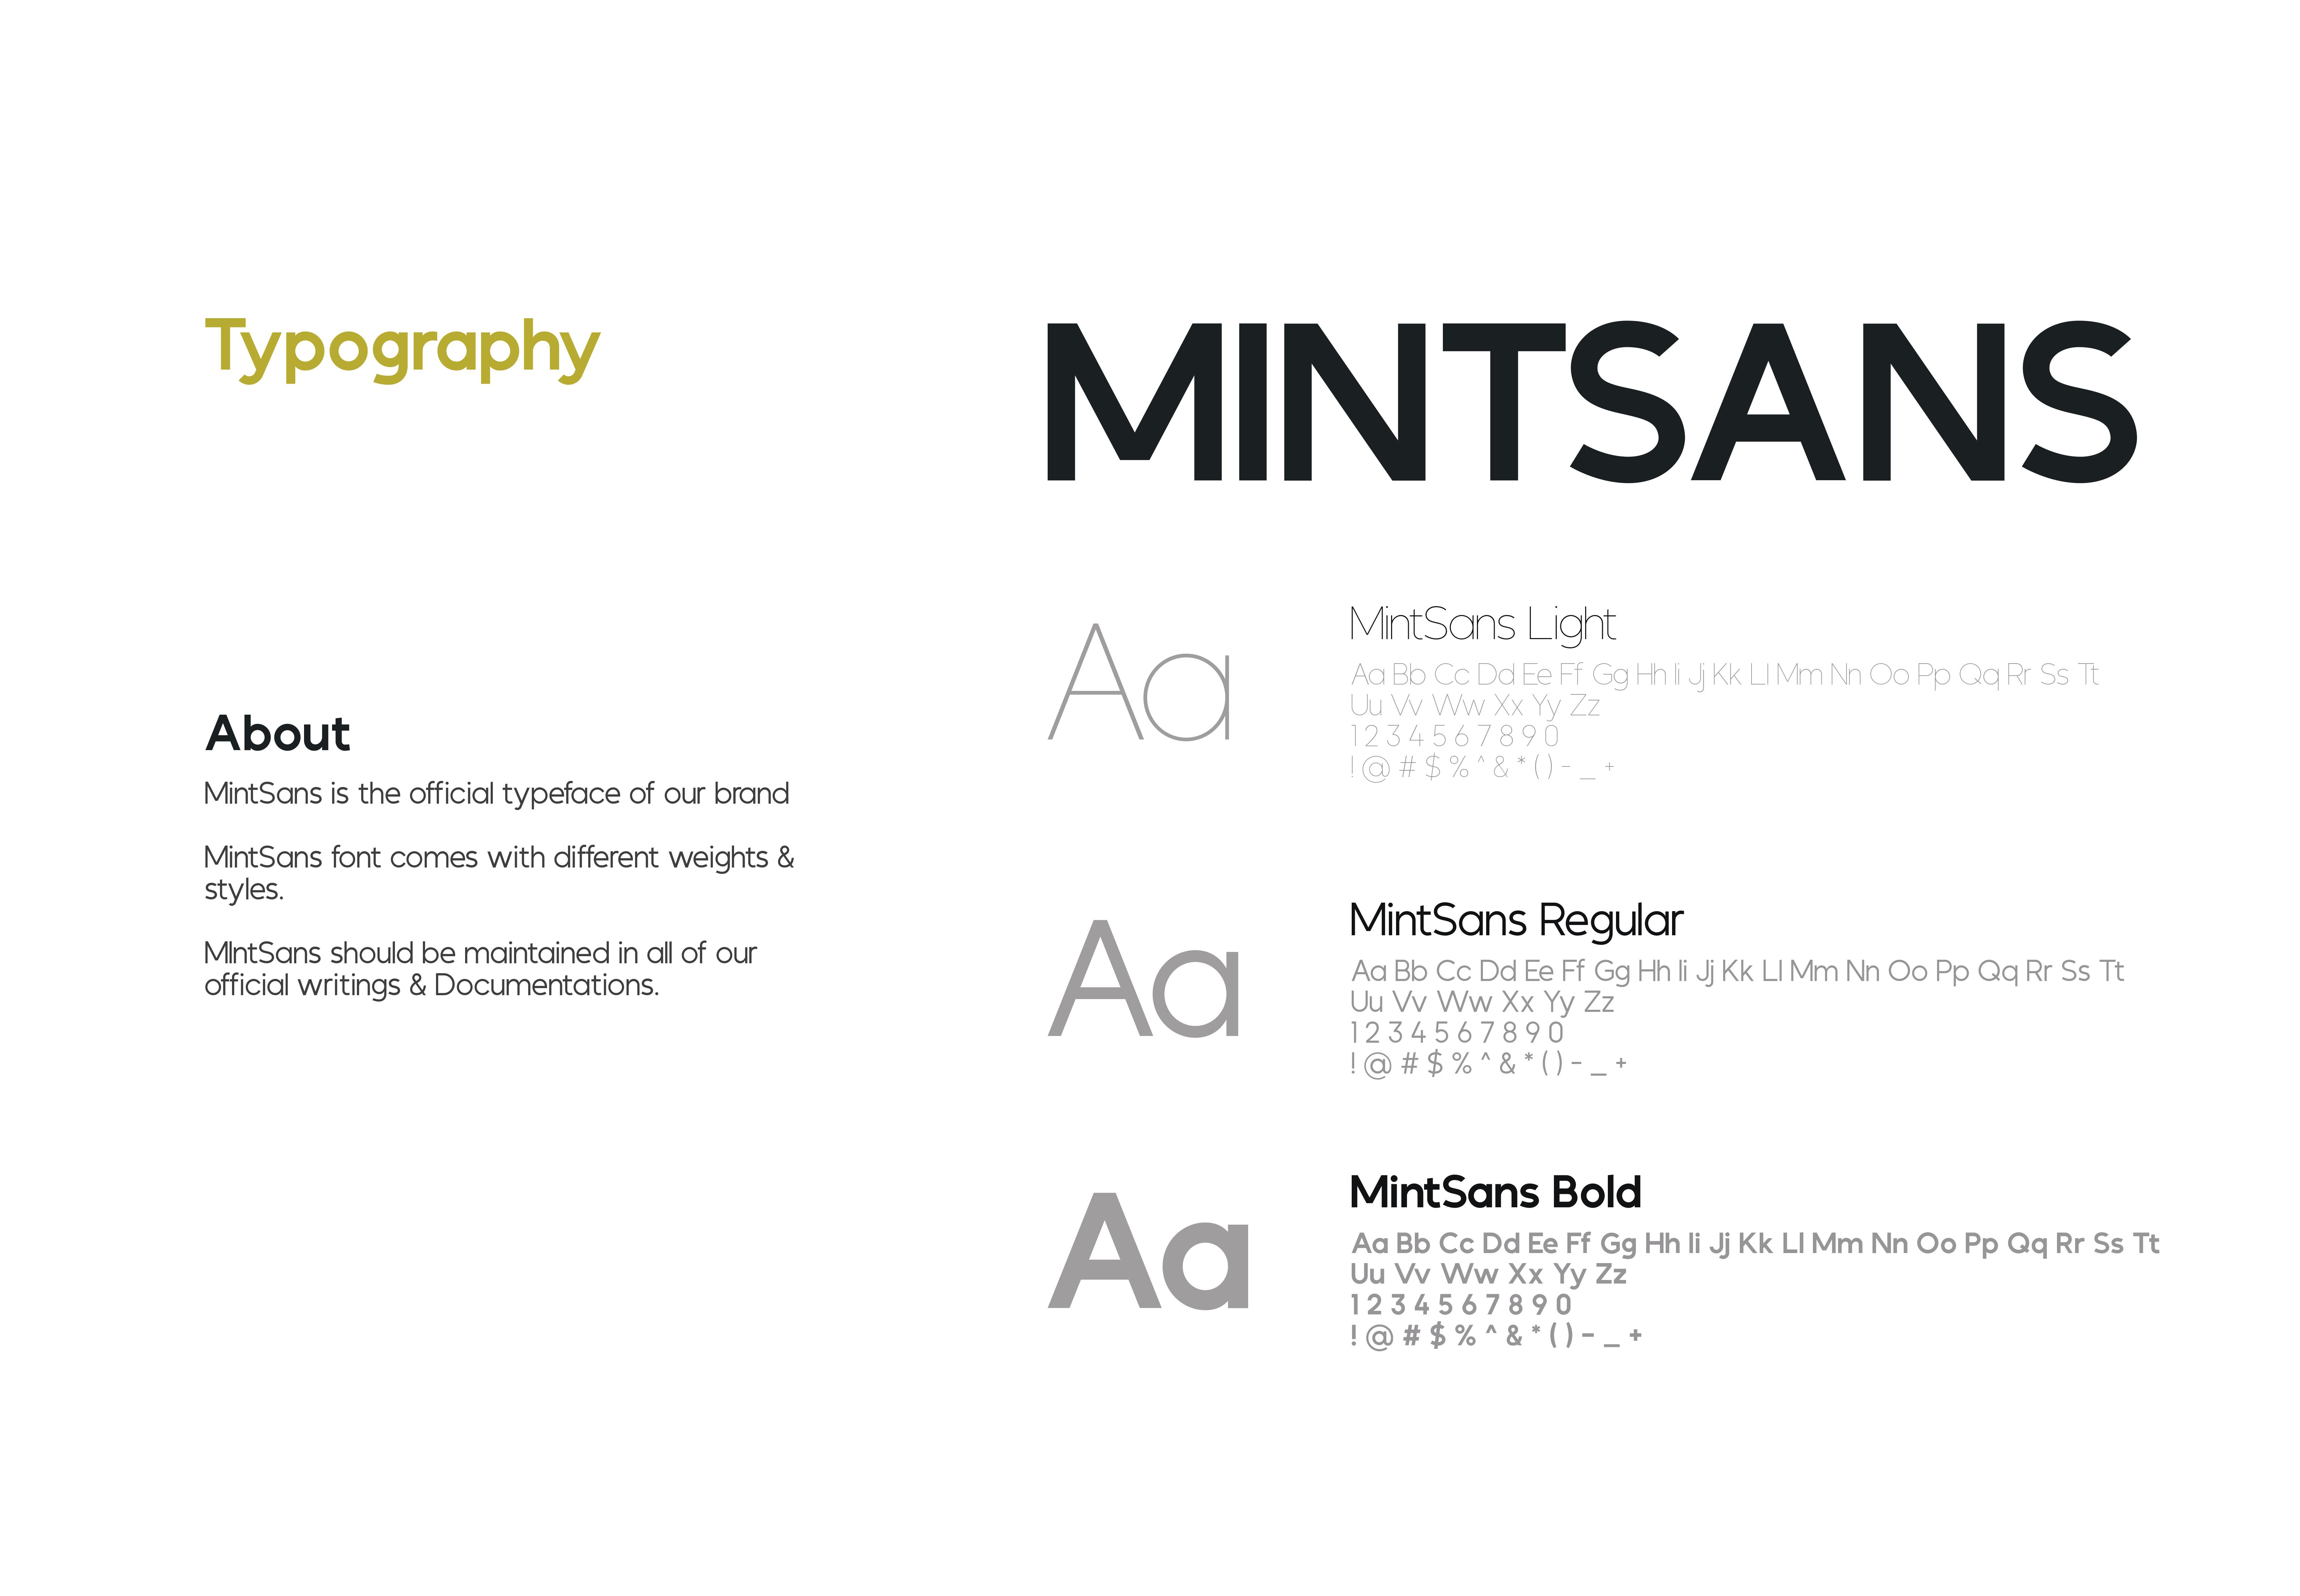 Typography
About
MintSans is the official typeface of our brand
MintSans font comes with different weights &
styles.
MIntSans should be maintained in all of our
official writings & Documentations.
MINTSANS
Aa
MintSans Light
Aa Bb Cc Dd Ee Ff Gg Hh Ii Jj Kk Ll Mm Nn Oo Pp Qq Rr Ss Tt
Uu Vv Ww Xx Yy Zz
1 2 3 4 5 6 7 8 9 0
! @ # $ % ^ & * ( ) - _ +
Aa
MintSans Regular
Aa Bb Cc Dd Ee Ff Gg Hh Ii Jj Kk Ll Mm Nn Oo Pp Qq Rr Ss Tt
Uu Vv Ww Xx Yy Zz
1 2 3 4 5 6 7 8 9 0
! @ # $ % ^ & * ( ) - _ +
Aa
MintSans Bold
Aa Bb Cc Dd Ee Ff Gg Hh Ii Jj Kk Ll Mm Nn Oo Pp Qq Rr Ss Tt
Uu Vv Ww Xx Yy Zz
1 2 3 4 5 6 7 8 9 0
! @ # $ % ^ & * ( ) - _ +